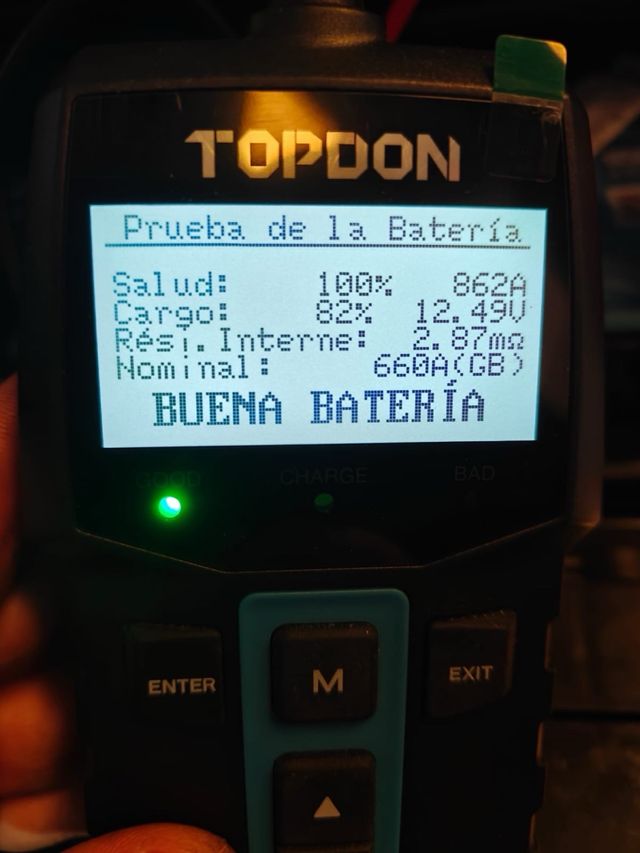 TOPDON
Prueba de la Batería
Salud: 100% 862A
Cargo: 82% 12.49V
Rési.Interne: 2.87mΩ
Nominal: 660A(GB)
BUENA BATERÍA
GOOD CHARGE BAD
ENTER M EXIT